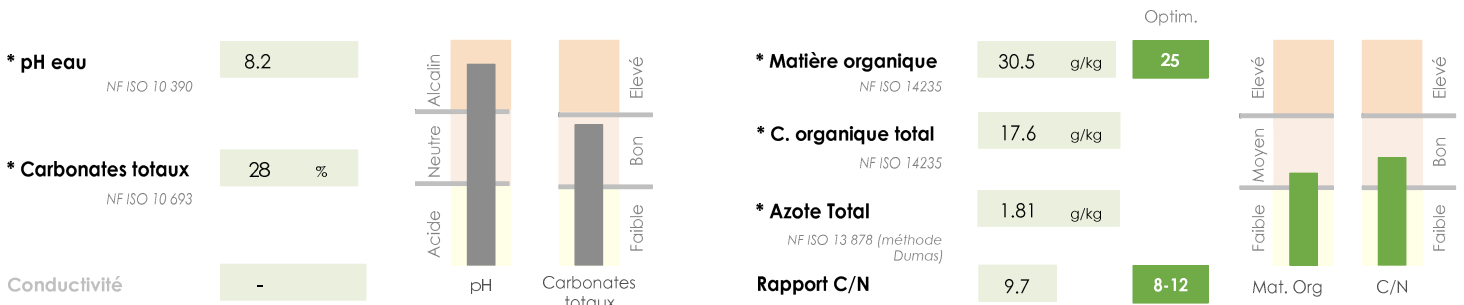 Optim.
* pH eau
8.2
NF ISO 10 390
* Carbonates totaux
28 %
NF ISO 10 693
Conductivité
-
Alcalin
Neutre
Acide
Elevé
Bon
Faible
pH
Carbonates
totaux
* Matière organique
30.5 g/kg
25
NF ISO 14235
* C. organique total
17.6 g/kg
NF ISO 14235
* Azote Total
1.81 g/kg
NF ISO 13 878 (méthode
Dumas)
Rapport C/N
9.7
8-12
Elevé
Moyen
Faible
Elevé
Bon
Faible
Mat. Org
C/N